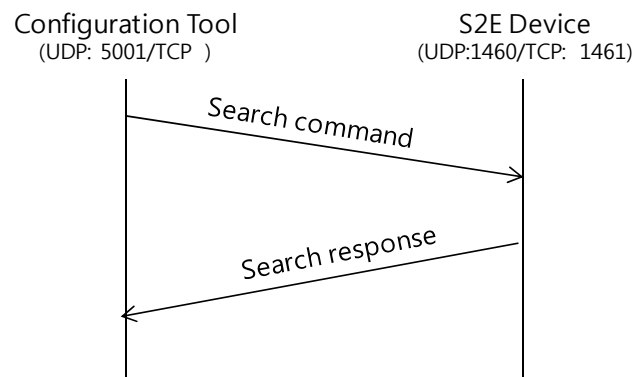 Configuration Tool
(UDP: 5001/TCP )
S2E Device
(UDP:1460/TCP: 1461)
Search command
Search response